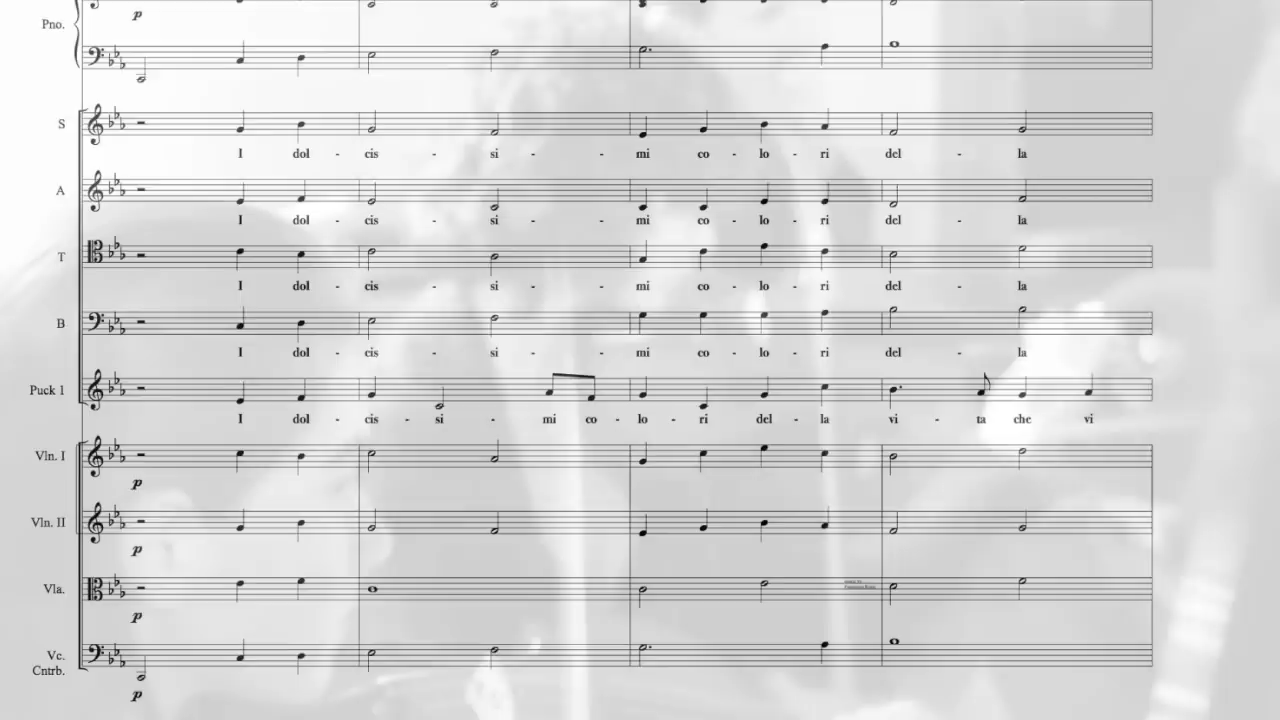 p
Pno.
S
I dol - cis - si - mi co - lo - ri del - la
A
I dol - cis - si - mi co - lo - ri del - la
T
I dol - cis - si - mi co - lo - ri del - la
B
I dol - cis - si - mi co - lo - ri del - la
Puck 1
I dol - cis - si - mi co - lo - ri del - la vi - ta che vi
Vln. I
p
Vln. II
p
Vla.
p
Vc.
Cntrb.
p